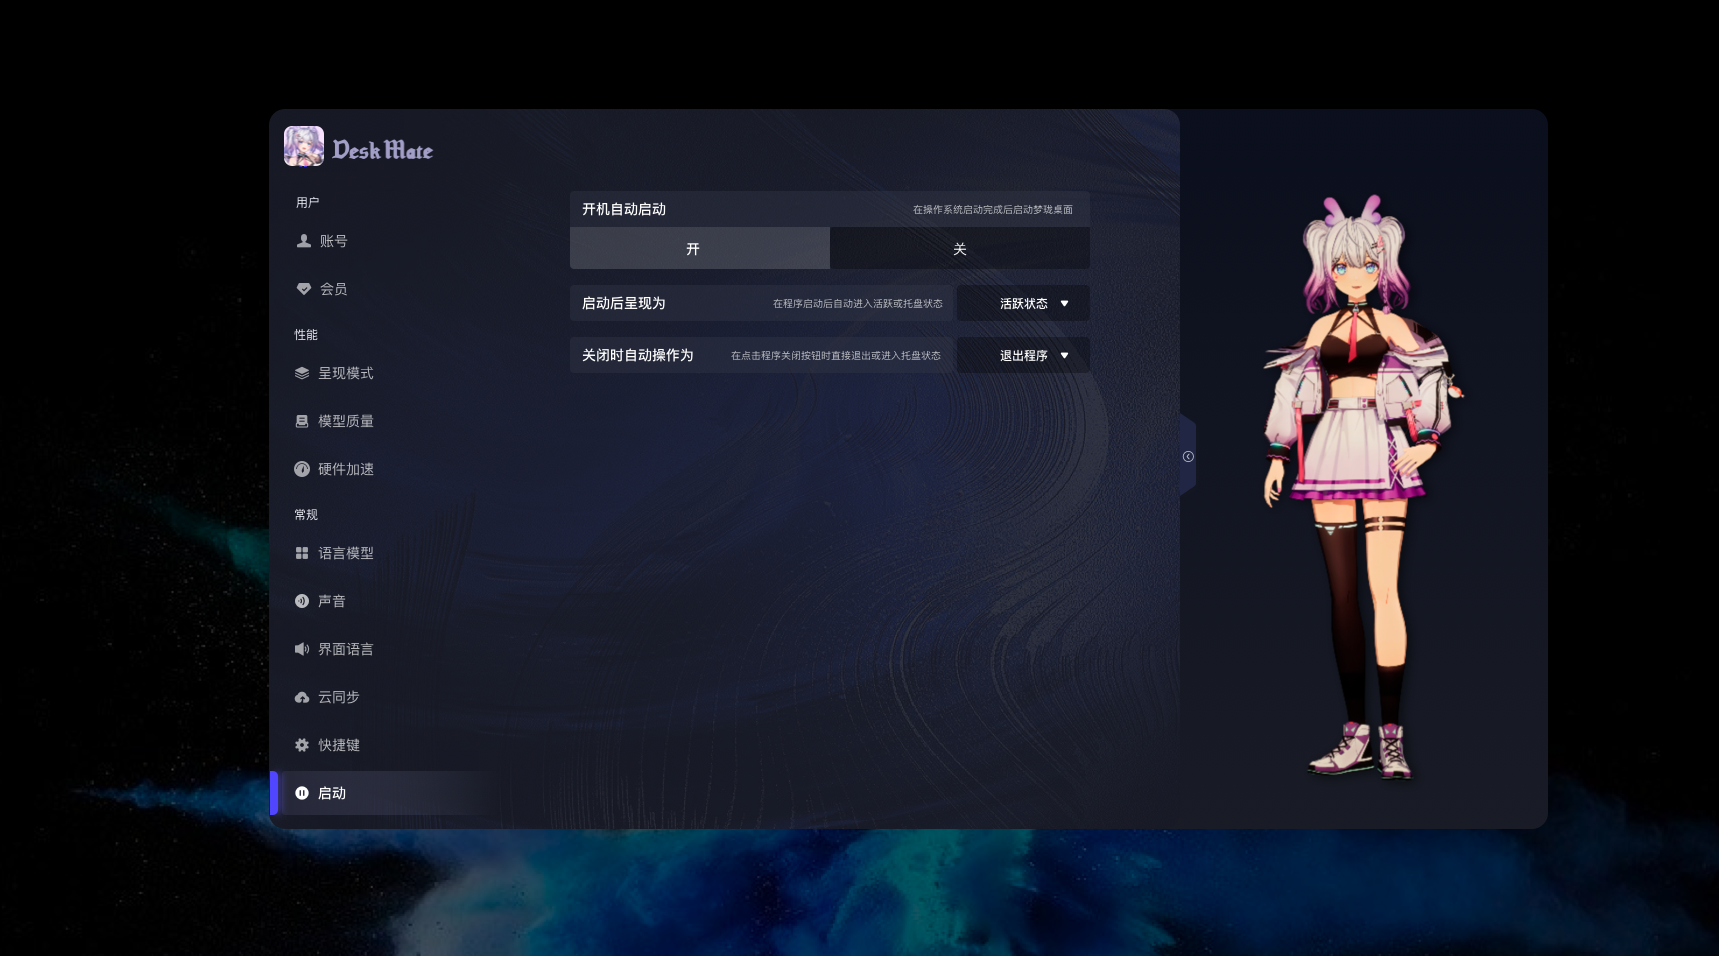 Desk Mate
用户
账号
会员
性能
呈现模式
模型质量
硬件加速
常规
语言模型
声音
界面语言
云同步
快捷键
启动
开机自动启动 在操作系统启动完成后启动梦珑桌面
开 关
启动后呈现为 在程序启动后自动进入活跃或托盘状态 活跃状态
关闭时自动操作为 在点击程序关闭按钮时直接退出或进入托盘状态 退出程序